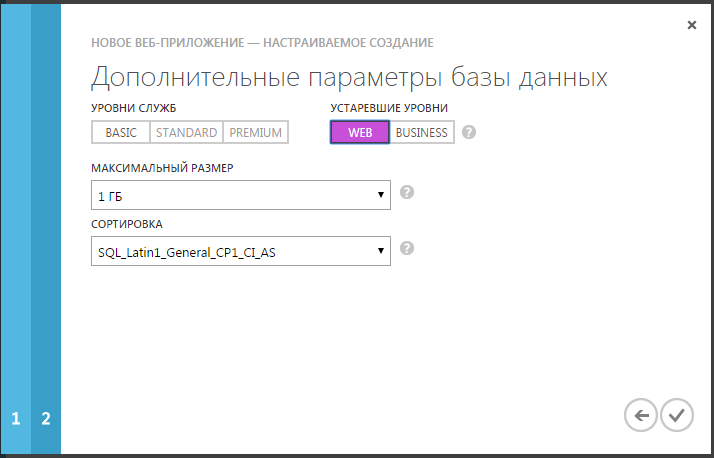 ×
НОВОЕ ВЕБ-ПРИЛОЖЕНИЕ — НАСТРАИВАЕМОЕ СОЗДАНИЕ
Дополнительные параметры базы данных
УРОВНИ СЛУЖБ УСТАРЕВШИЕ УРОВНИ
BASIC STANDARD PREMIUM WEB BUSINESS ?
МАКСИМАЛЬНЫЙ РАЗМЕР
1 ГБ ?
СОРТИРОВКА
SQL_Latin1_General_CP1_CI_AS ?
1 2